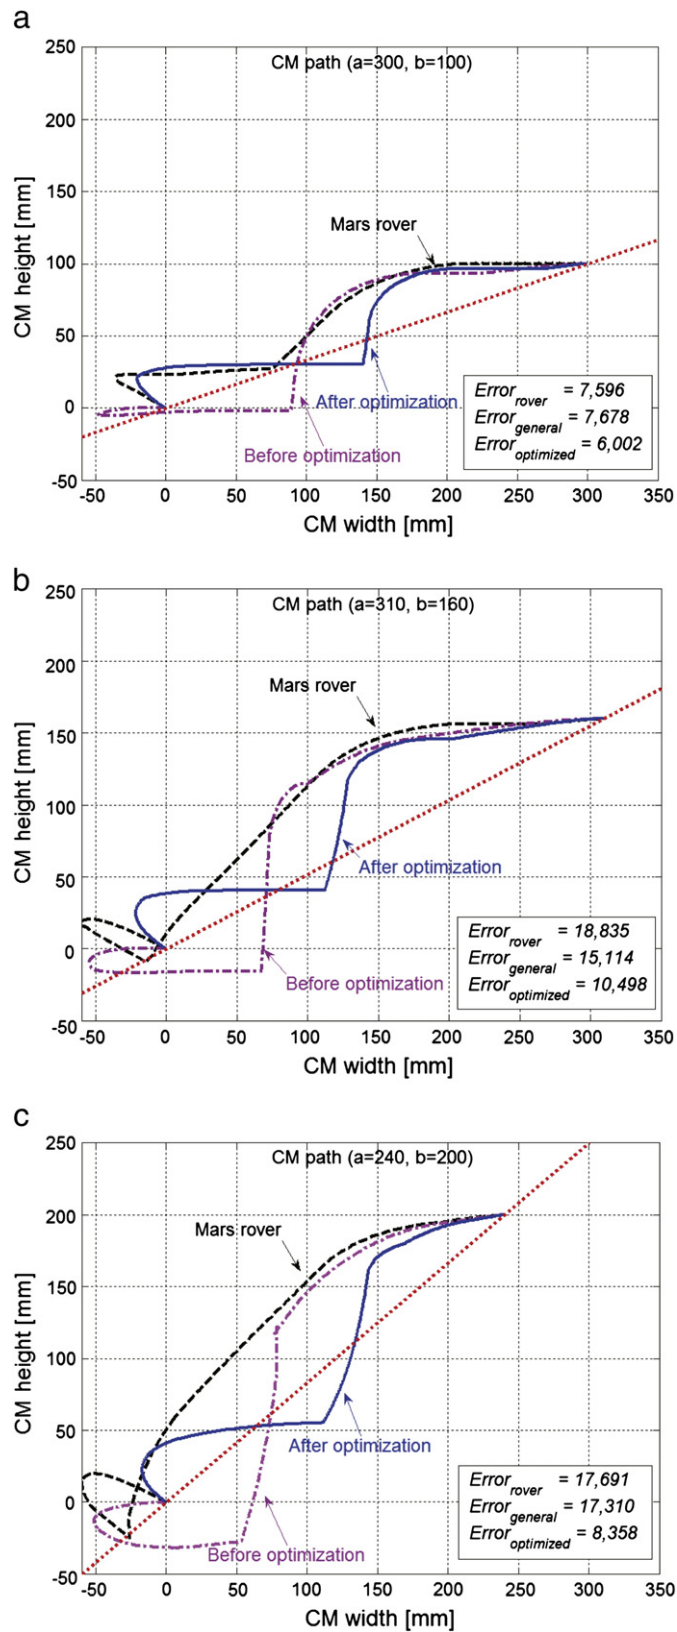 a
CM path (a=300, b=100)
250
200
150
100
50
0
-50
CM height [mm]
Mars rover
After optimization
Before optimization
Error_rover = 7,596
Error_general = 7,678
Error_optimized = 6,002
-50 0 50 100 150 200 250 300 350
CM width [mm]
b
CM path (a=310, b=160)
250
200
150
100
50
0
-50
CM height [mm]
Mars rover
After optimization
Before optimization
Error_rover = 18,835
Error_general = 15,114
Error_optimized = 10,498
-50 0 50 100 150 200 250 300 350
CM width [mm]
c
CM path (a=240, b=200)
250
200
150
100
50
0
-50
CM height [mm]
Mars rover
After optimization
Before optimization
Error_rover = 17,691
Error_general = 17,310
Error_optimized = 8,358
-50 0 50 100 150 200 250 300 350
CM width [mm]